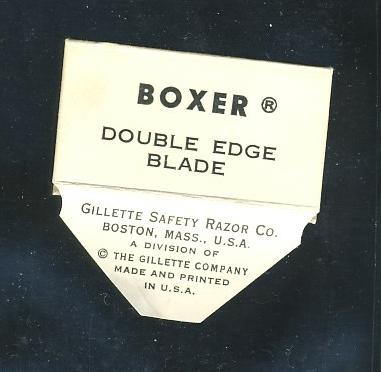 BOXER ®
DOUBLE EDGE
BLADE
GILLETTE SAFETY RAZOR CO.
BOSTON, MASS., U.S.A.
A DIVISION OF
© THE GILLETTE COMPANY
MADE AND PRINTED
IN U.S.A.